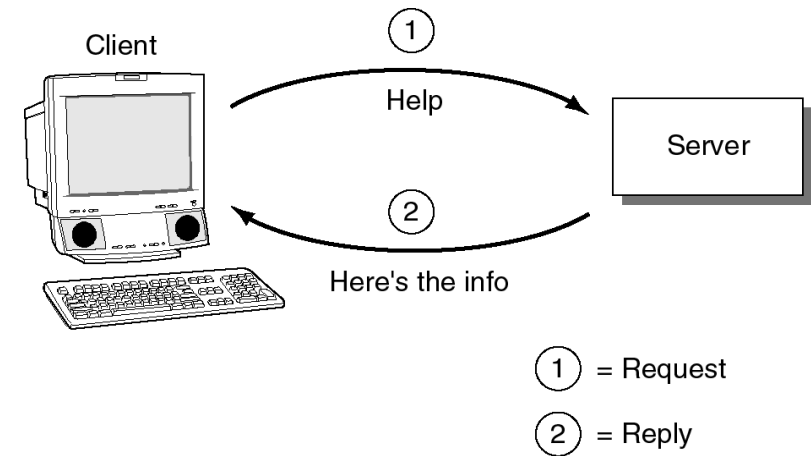 Client
1
Help
Server
2
Here's the info
1 = Request
2 = Reply